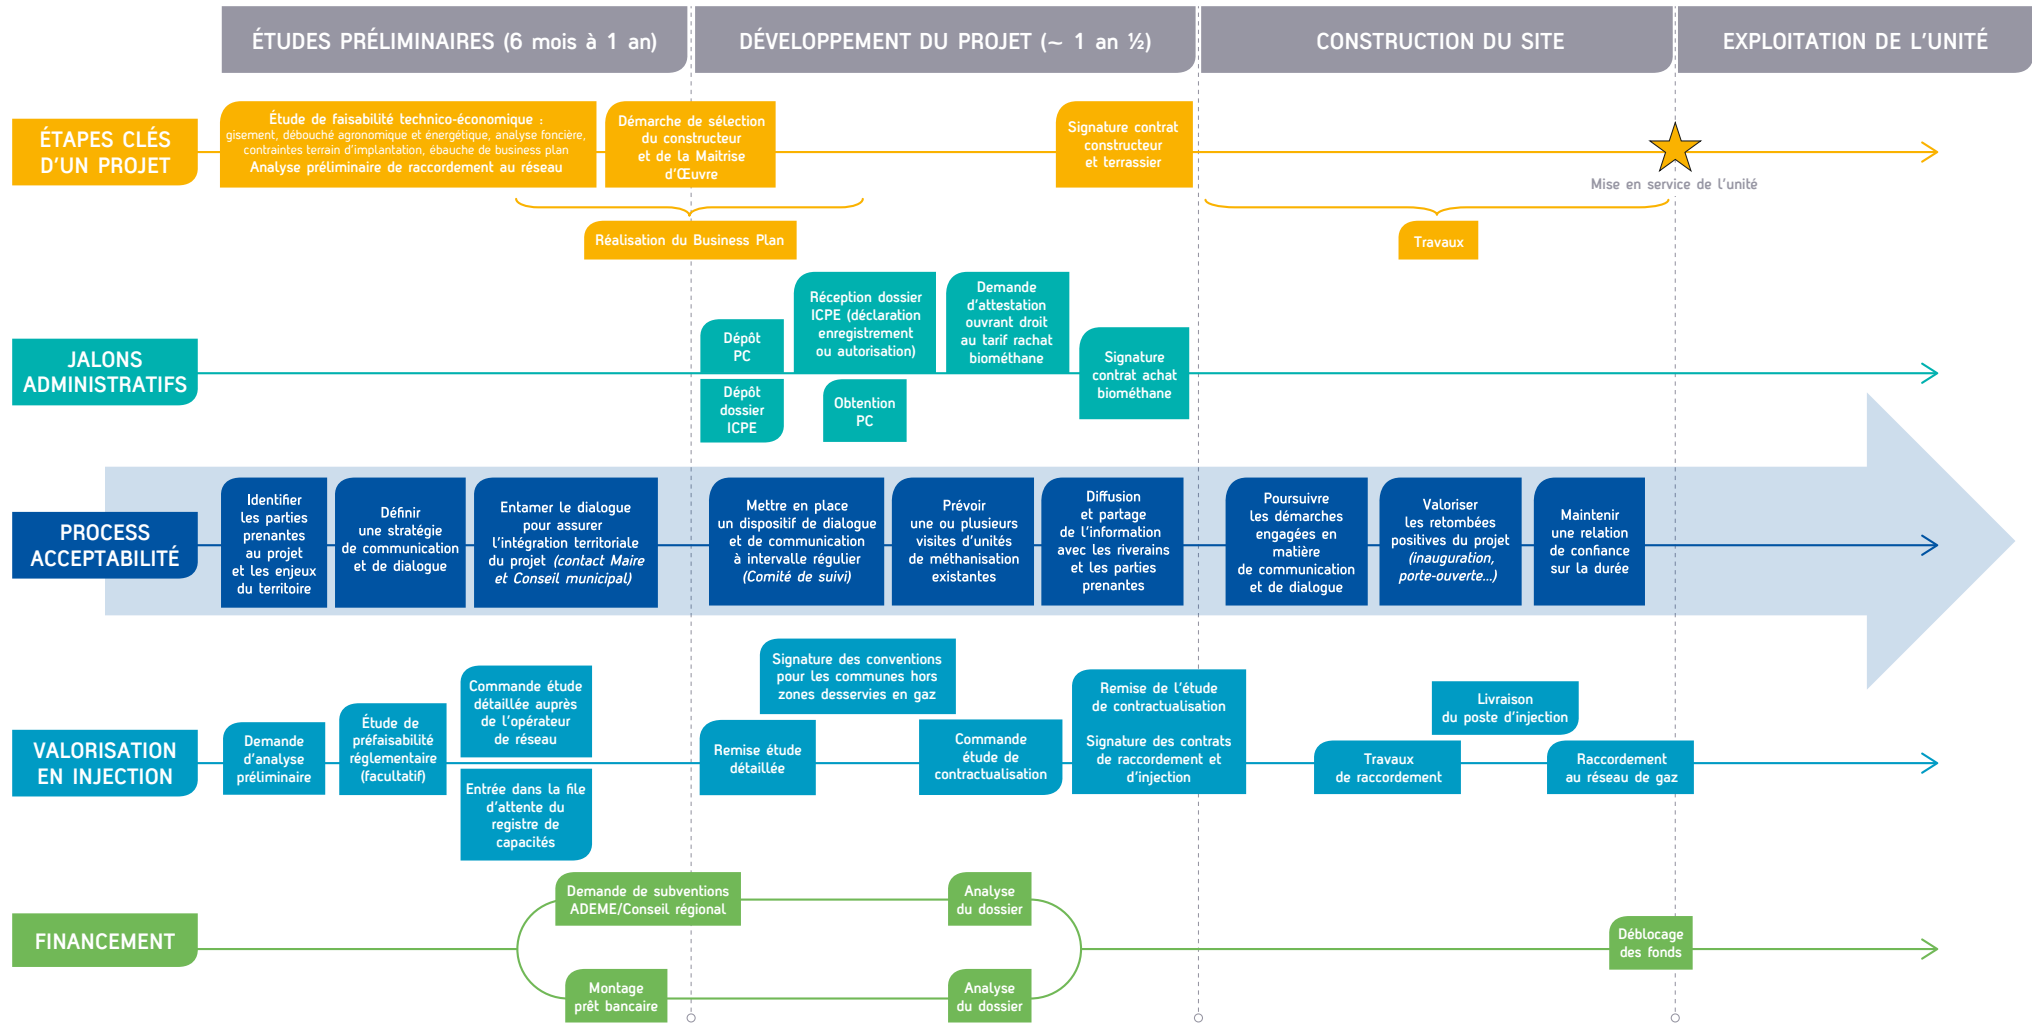 ÉTUDES PRÉLIMINAIRES (6 mois à 1 an)
DÉVELOPPEMENT DU PROJET (~ 1 an ½)
CONSTRUCTION DU SITE
EXPLOITATION DE L'UNITÉ
ÉTAPES CLÉS
D'UN PROJET
Étude de faisabilité technico-économique :
gisement, débouché agronomique et énergétique, analyse foncière,
contraintes terrain d'implantation, ébauche de business plan
Analyse préliminaire de raccordement au réseau
Démarche de sélection
du constructeur
et de la Maitrise
d'Œuvre
Signature contrat
constructeur
et terrassier
Mise en service de l'unité
Réalisation du Business Plan
Travaux
JALONS
ADMINISTRATIFS
Dépôt
PC
Dépôt
dossier
ICPE
Réception dossier
ICPE (déclaration
enregistrement
ou autorisation)
Obtention
PC
Demande
d'attestation
ouvrant droit
au tarif rachat
biométhane
Signature
contrat achat
biométhane
PROCESS
ACCEPTABILITÉ
Identifier
les parties
prenantes
au projet
et les enjeux
du territoire
Définir
une stratégie
de communication
et de dialogue
Entamer le dialogue
pour assurer
l'intégration territoriale
du projet (contact Maire
et Conseil municipal)
Mettre en place
un dispositif de dialogue
et de communication
à intervalle régulier
(Comité de suivi)
Prévoir
une ou plusieurs
visites d'unités
de méthanisation
existantes
Diffusion
et partage
de l'information
avec les riverains
et les parties
prenantes
Poursuivre
les démarches
engagées en
matière
de communication
et de dialogue
Valoriser
les retombées
positives du projet
(inauguration,
porte-ouverte...)
Maintenir
une relation
de confiance
sur la durée
VALORISATION
EN INJECTION
Demande
d'analyse
préliminaire
Étude de
préfaisabilité
réglementaire
(facultatif)
Commande étude
détaillée auprès
de l'opérateur
de réseau
Entrée dans la file
d'attente du
registre de
capacités
Remise étude
détaillée
Signature des conventions
pour les communes hors
zones desservies en gaz
Commande
étude de
contractualisation
Remise de l'étude
de contractualisation
Signature des contrats
de raccordement et
d'injection
Travaux
de raccordement
Livraison
du poste d'injection
Raccordement
au réseau de gaz
FINANCEMENT
Demande de subventions
ADEME/Conseil régional
Analyse
du dossier
Montage
prêt bancaire
Analyse
du dossier
Déblocage
des fonds